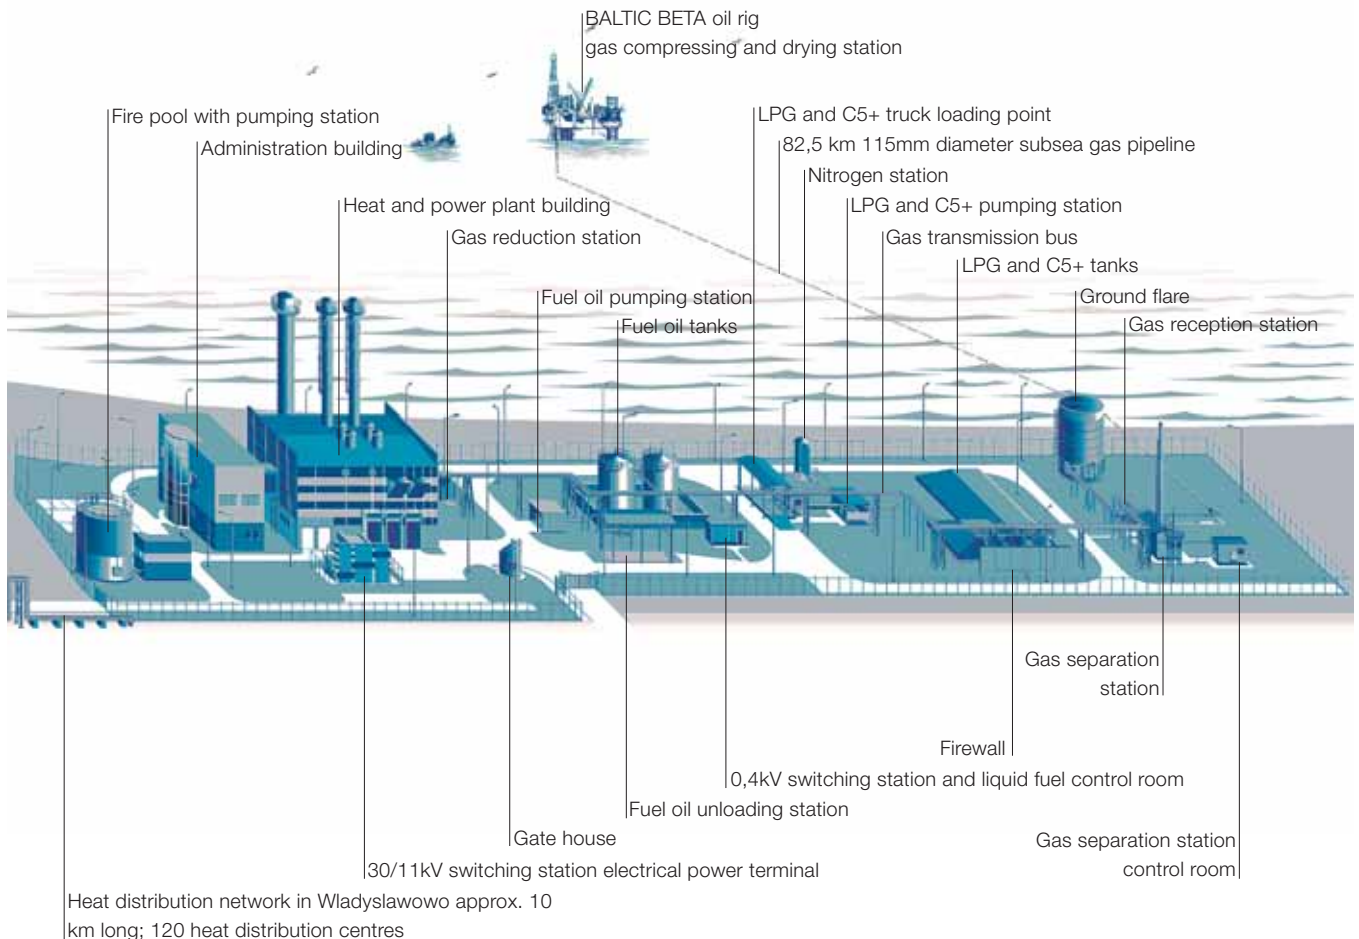 BALTIC BETA oil rig
gas compressing and drying station
Fire pool with pumping station
LPG and C5+ truck loading point
Administration building
82,5 km 115mm diameter subsea gas pipeline
Nitrogen station
Heat and power plant building
LPG and C5+ pumping station
Gas reduction station
Gas transmission bus
LPG and C5+ tanks
Fuel oil pumping station
Ground flare
Fuel oil tanks
Gas reception station
Gas separation
station
Firewall
0,4kV switching station and liquid fuel control room
Fuel oil unloading station
Gate house
Gas separation station
control room
30/11kV switching station electrical power terminal
Heat distribution network in Wladyslawowo approx. 10
km long; 120 heat distribution centres